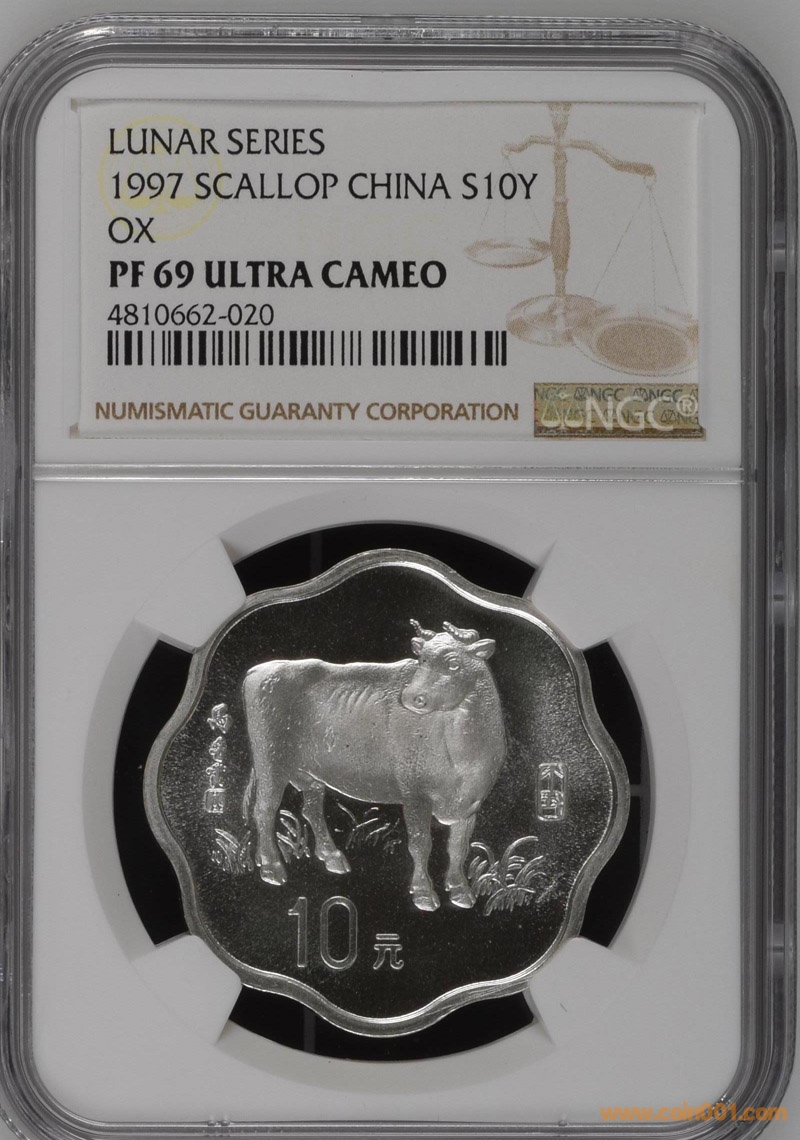 LUNAR SERIES
1997 SCALLOP CHINA S10Y
OX
PF 69 ULTRA CAMEO
4810662-020
NUMISMATIC GUARANTY CORPORATION
NGC®
10元
www.coin001.com